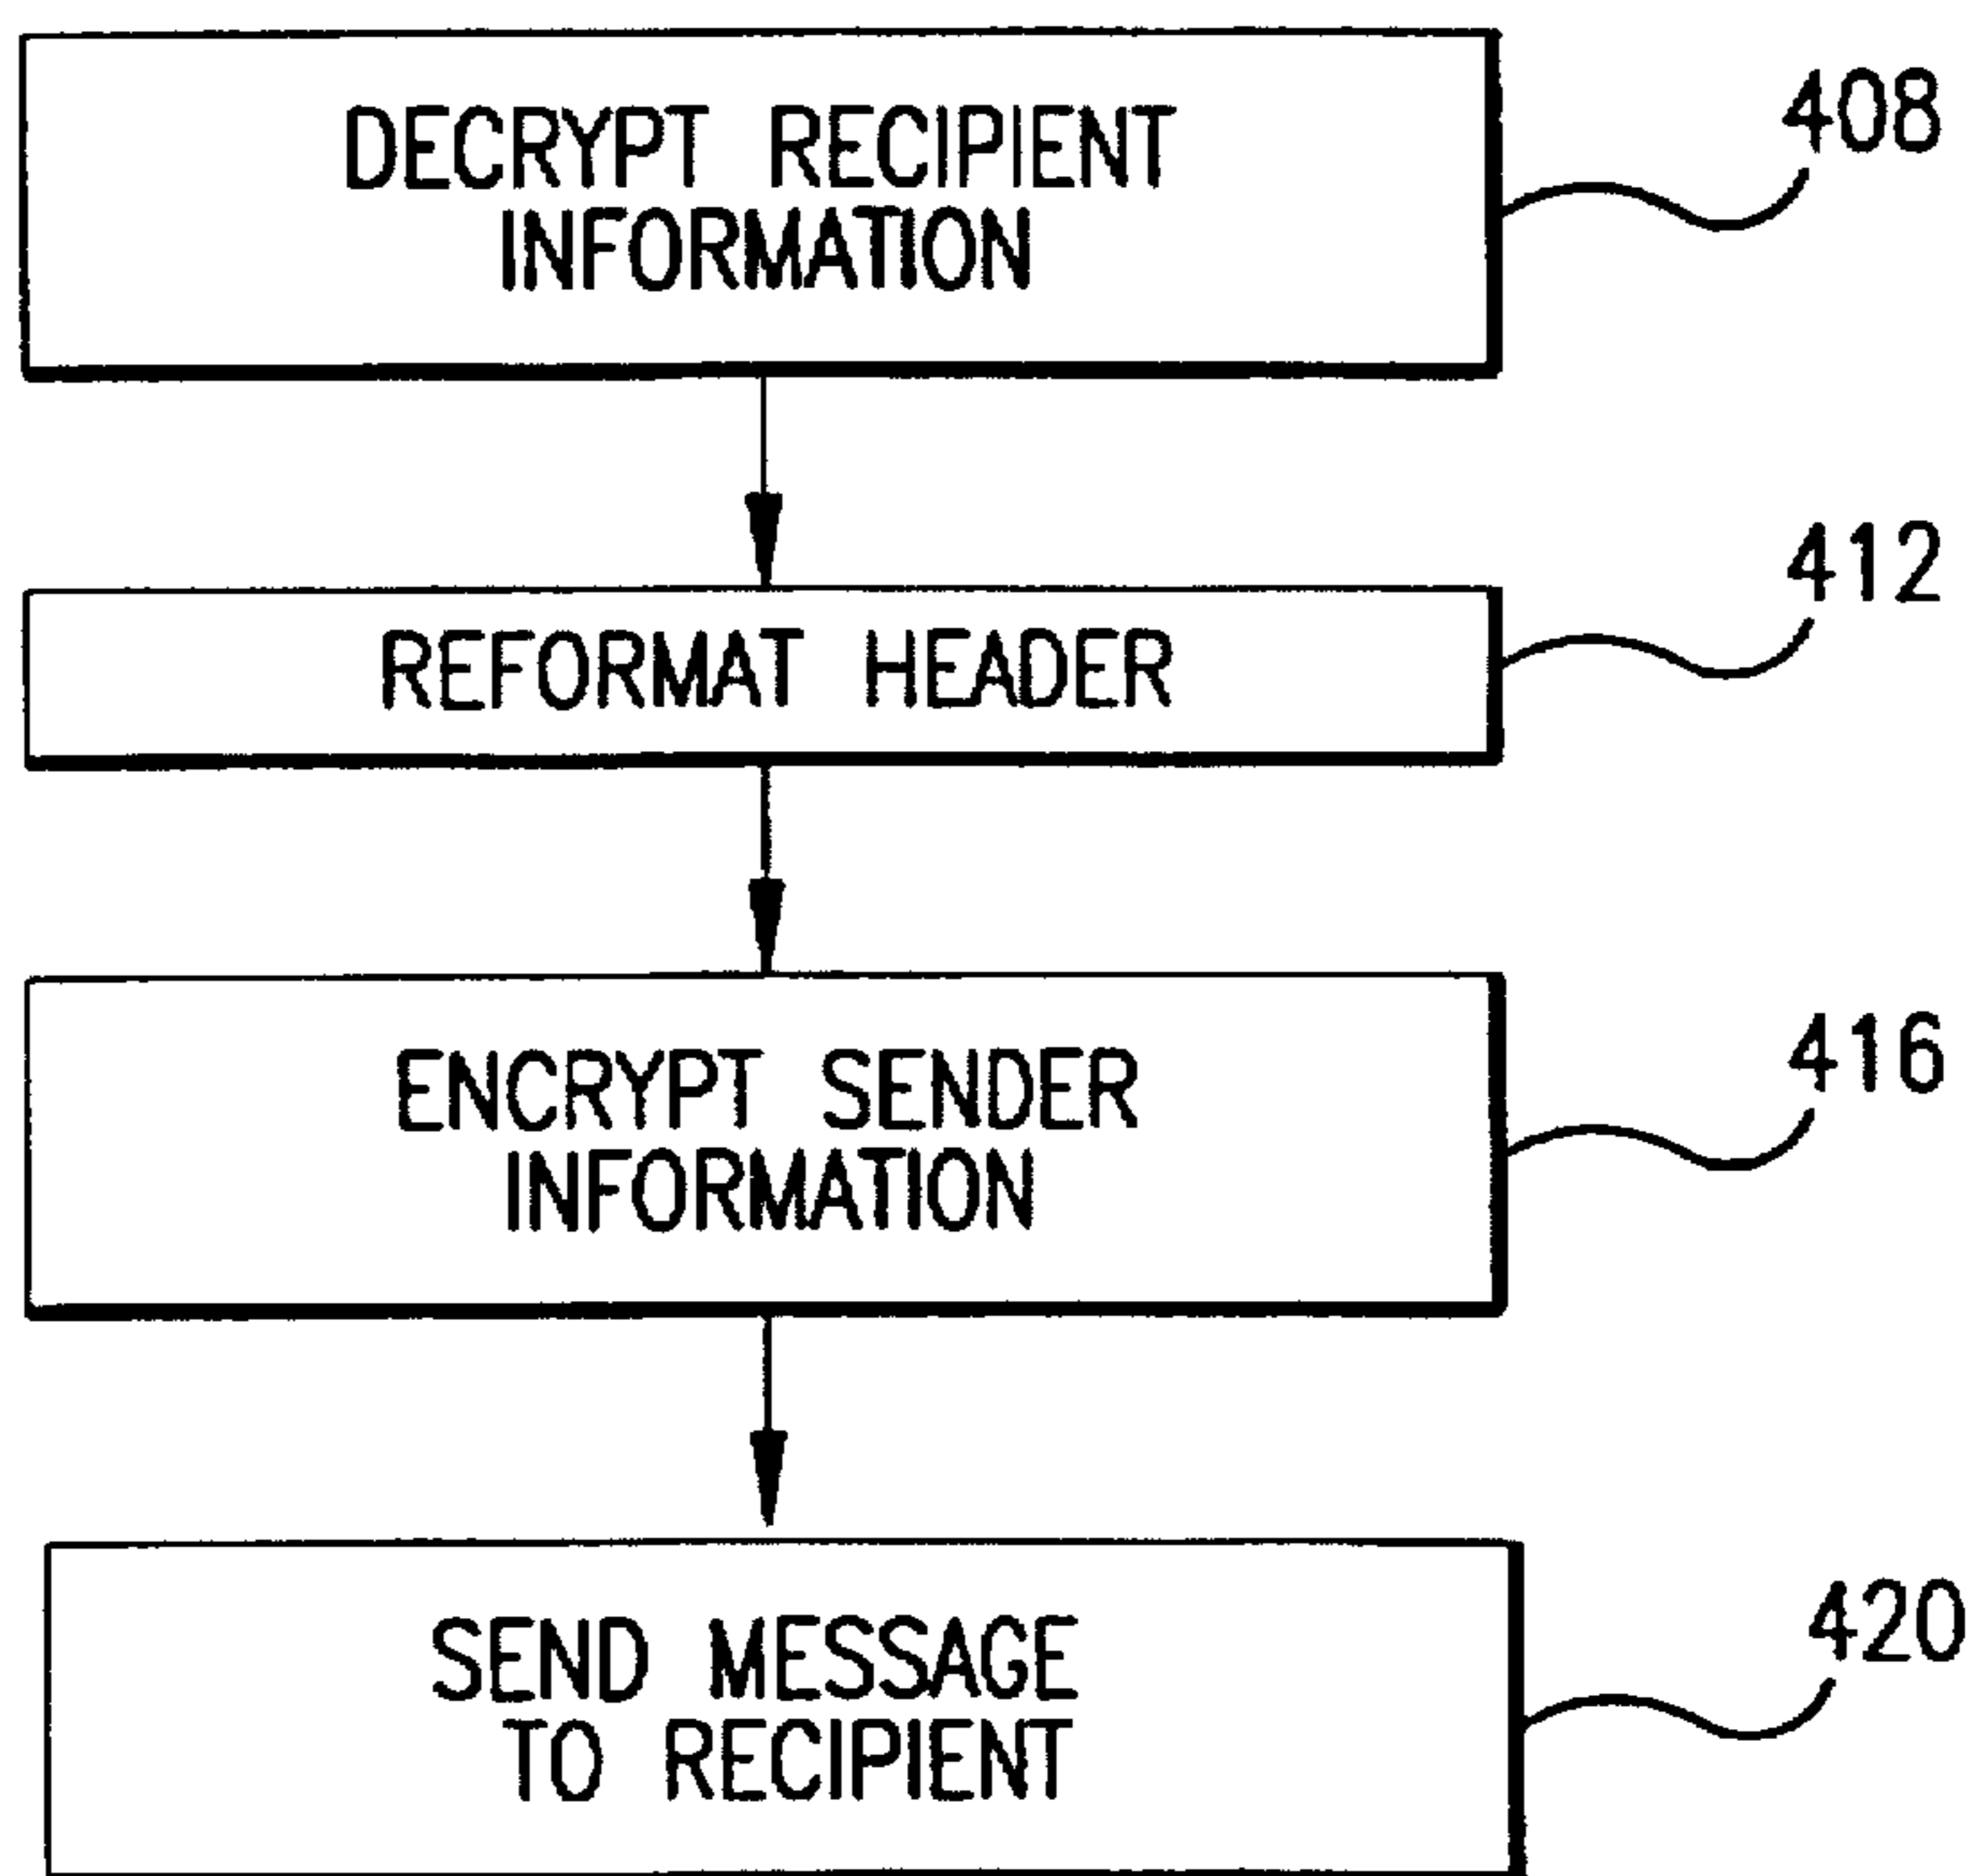 DECRYPT RECIPIENT
INFORMATION
408
REFORMAT HEADER
412
ENCRYPT SENDER
INFORMATION
416
SEND MESSAGE
TO RECIPIENT
420